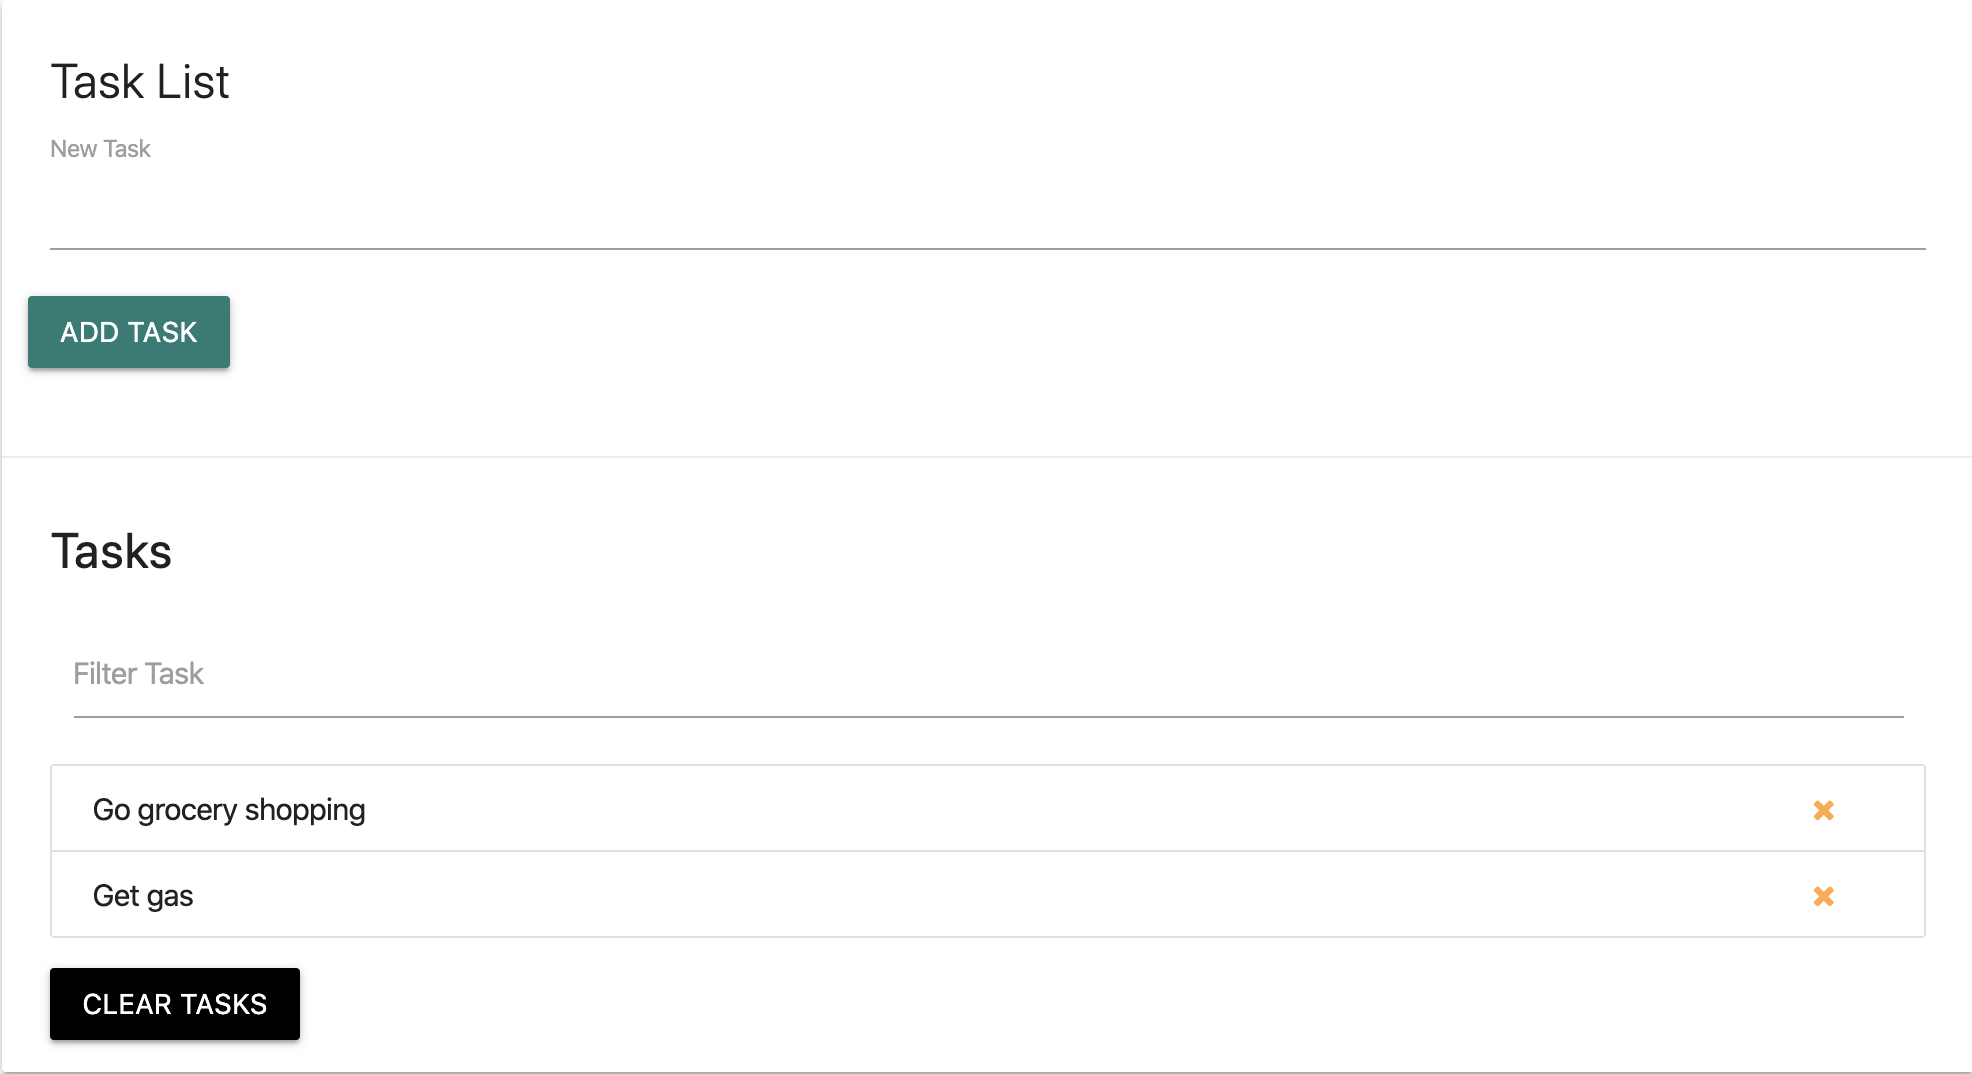 Task List
New Task
ADD TASK
Tasks
Filter Task
Go grocery shopping
Get gas
CLEAR TASKS